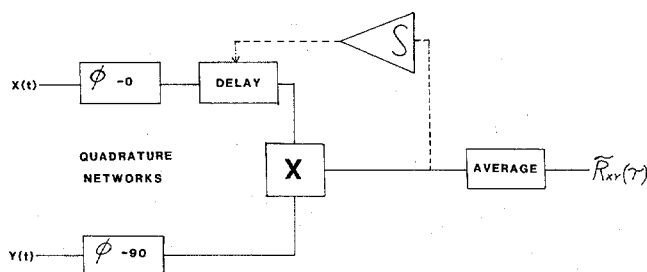 ∫
X(t)
ϕ -0
DELAY
QUADRATURE
NETWORKS
X
AVERAGE
R̃xy(τ)
Y(t)
ϕ -90